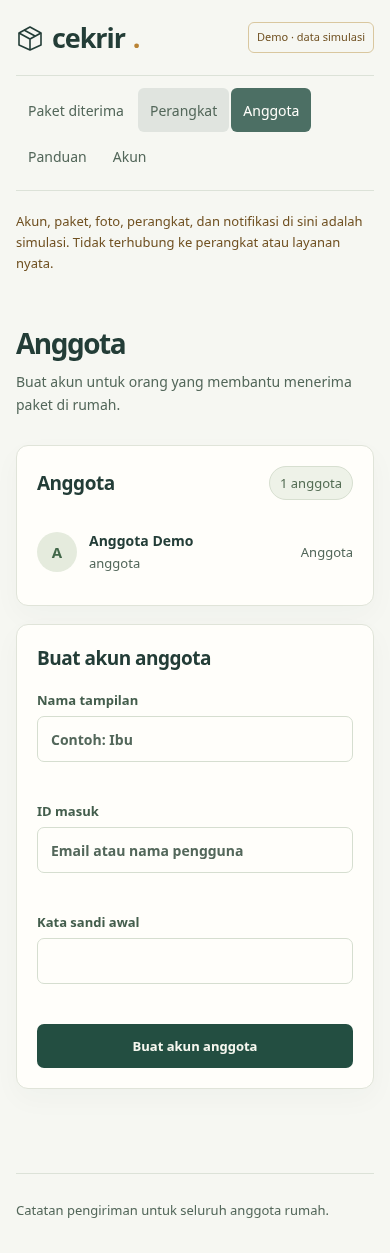 cekrir.
Demo · data simulasi
Paket diterima
Perangkat
Anggota
Panduan
Akun
Akun, paket, foto, perangkat, dan notifikasi di sini adalah
simulasi. Tidak terhubung ke perangkat atau layanan
nyata.
Anggota
Buat akun untuk orang yang membantu menerima
paket di rumah.
Anggota
1 anggota
A
Anggota Demo
anggota
Anggota
Buat akun anggota
Nama tampilan
Contoh: Ibu
ID masuk
Email atau nama pengguna
Kata sandi awal
Buat akun anggota
Catatan pengiriman untuk seluruh anggota rumah.